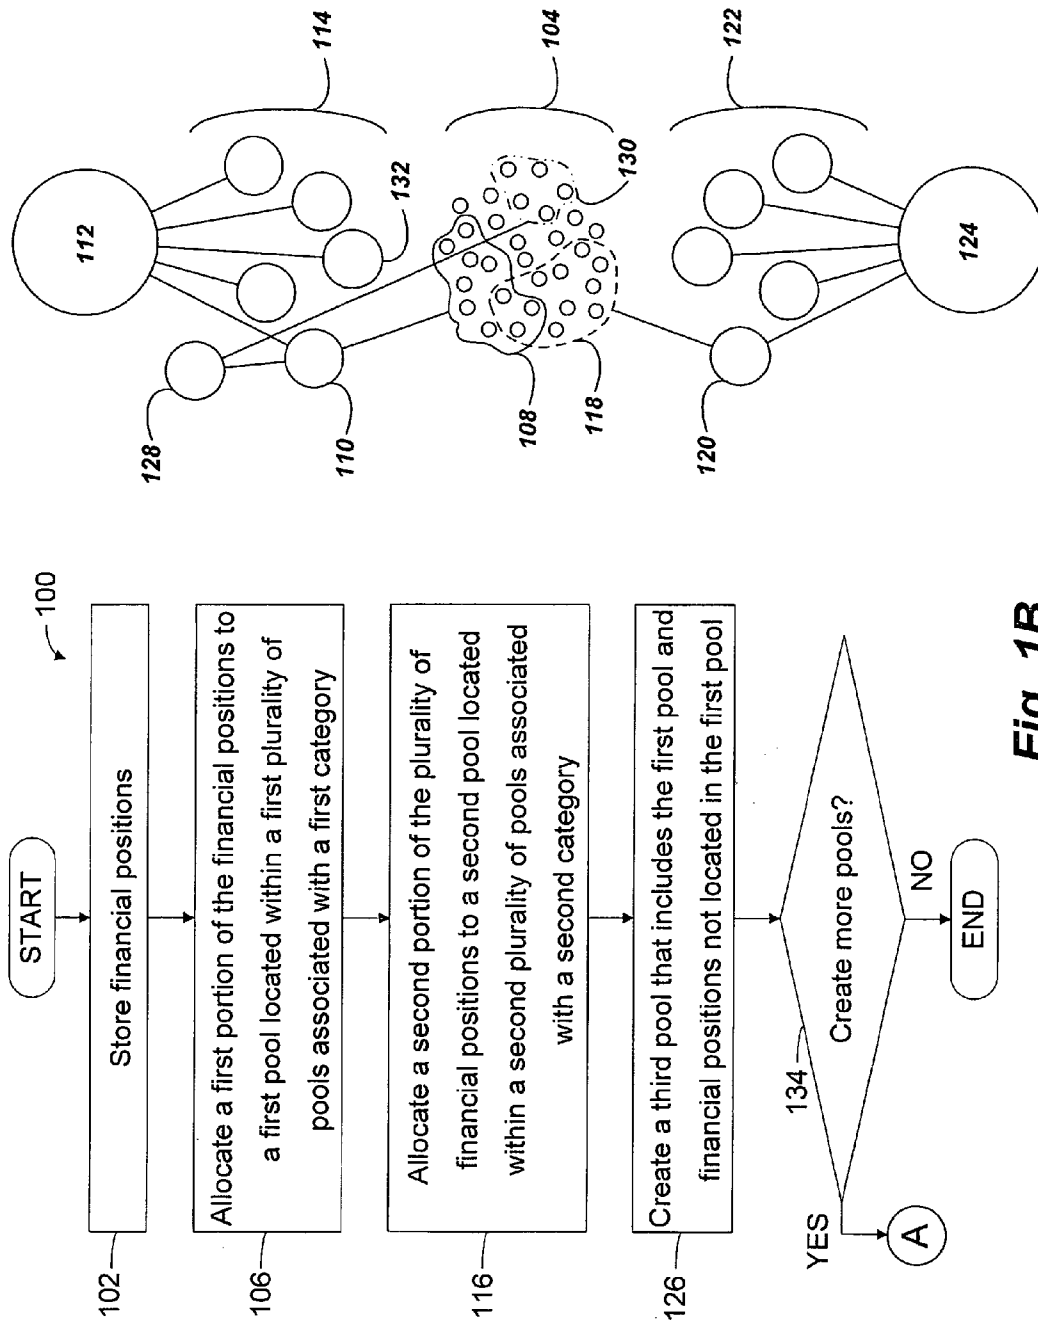 START
100
Store financial positions
102
Allocate a first portion of the financial positions to
a first pool located within a first plurality of
pools associated with a first category
106
Allocate a second portion of the plurality of
financial positions to a second pool located
within a second plurality of pools associated
with a second category
116
Create a third pool that includes the first pool and
financial positions not located in the first pool
126
Create more pools?
134
YES
NO
A
END
112
114
128
132
110
104
130
108
118
120
122
124
Fig. 1B